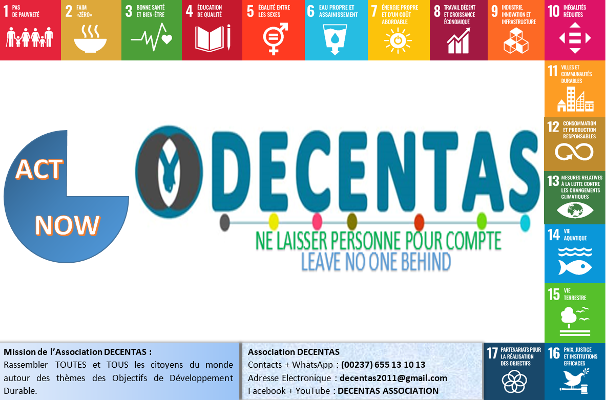 1 PAS
DE PAUVRETÉ
2 FAIM
«ZÉRO»
3 BONNE SANTÉ
ET BIEN-ÊTRE
4 ÉDUCATION
DE QUALITÉ
5 ÉGALITÉ ENTRE
LES SEXES
6 EAU PROPRE ET
ASSAINISSEMENT
7 ÉNERGIE PROPRE
ET D'UN COÛT
ABORDABLE
8 TRAVAIL DÉCENT
ET CROISSANCE
ÉCONOMIQUE
9 INDUSTRIE,
INNOVATION ET
INFRASTRUCTURE
10 INÉGALITÉS
RÉDUITES
11 VILLES ET
COMMUNAUTÉS
DURABLES
12 CONSOMMATION
ET PRODUCTION
RESPONSABLES
13 MESURES RELATIVES
À LA LUTTE CONTRE
LES CHANGEMENTS
CLIMATIQUES
14 VIE
AQUATIQUE
15 VIE
TERRESTRE
ACT
NOW
DECENTAS
NE LAISSER PERSONNE POUR COMPTE
LEAVE NO ONE BEHIND
Mission de l'Association DECENTAS :
Rassembler TOUTES et TOUS les citoyens du monde
autour des thèmes des Objectifs de Développement
Durable.
Association DECENTAS
Contacts + WhatsApp : (00237) 655 13 10 13
Adresse Electronique : decentas2011@gmail.com
Facebook + YouTube : DECENTAS ASSOCIATION
17 PARTENARIATS POUR
LA RÉALISATION
DES OBJECTIFS
16 PAIX, JUSTICE
ET INSTITUTIONS
EFFICACES